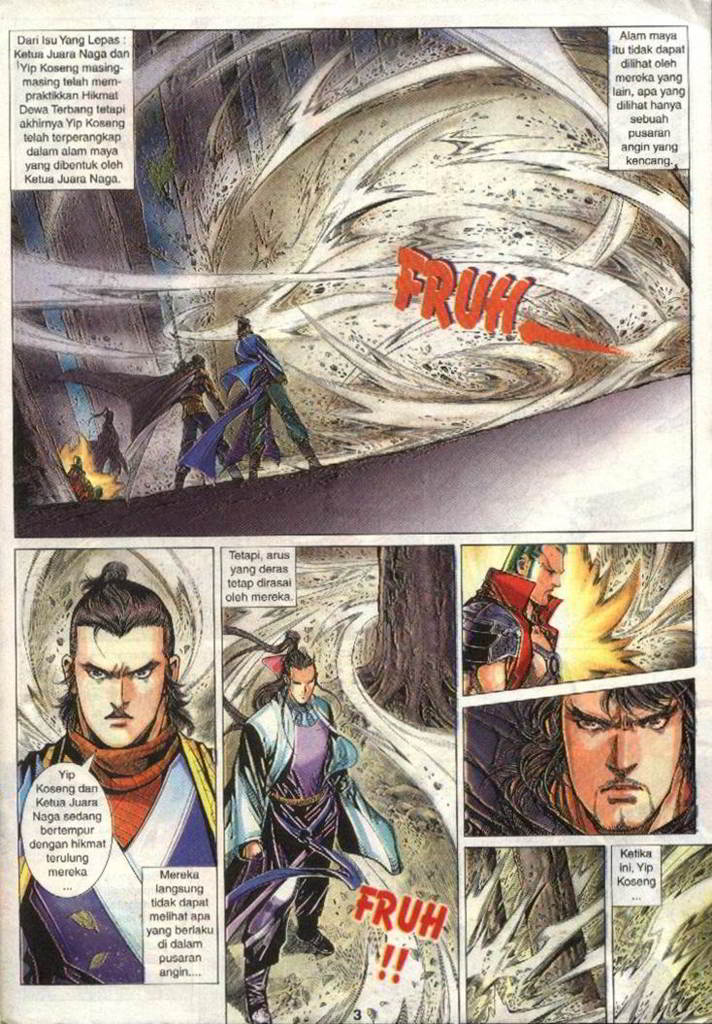 Dari Isu Yang Lepas :
Ketua Juara Naga dan
Yip Koseng masing-
masing telah mem-
praktikkan Hikmat
Dewa Terbang tetapi
akhirnya Yip Koseng
telah terperangkap
dalam alam maya
yang dibentuk oleh
Ketua Juara Naga.
Alam maya
itu tidak dapat
dilihat oleh
mereka yang
lain, apa yang
dilihat hanya
sebuah
pusaran
angin yang
kencang.
FRUH
Yip
Koseng dan
Ketua Juara
Naga sedang
bertempur
dengan hikmat
terulung
mereka
...
Mereka
langsung
tidak dapat
melihat apa
yang berlaku
di dalam
pusaran
angin....
Tetapi, arus
yang deras
tetap dirasai
oleh mereka.
FRUH
!!
Ketika
ini, Yip
Koseng
...
3